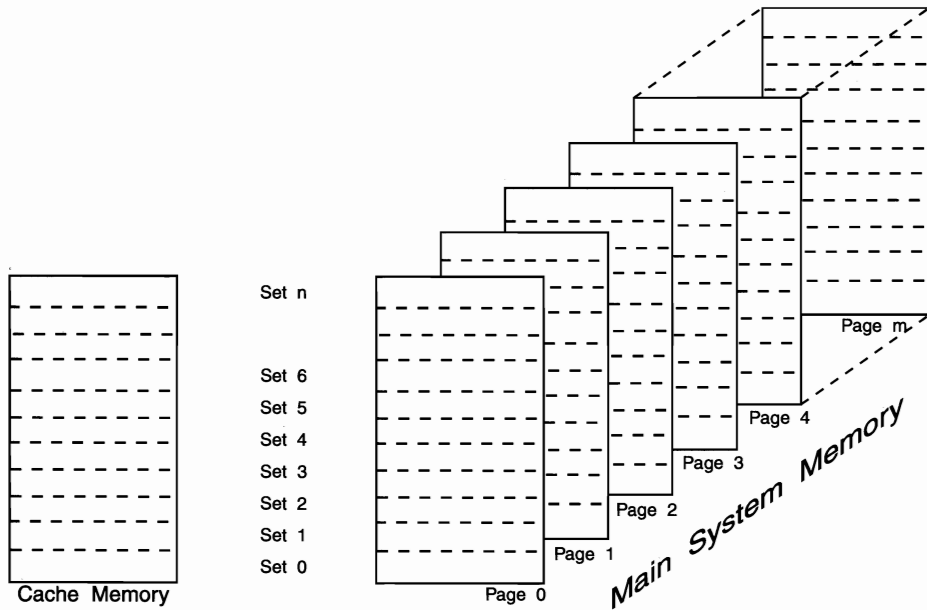 Set n
Set 6
Set 5
Set 4
Set 3
Set 2
Set 1
Set 0
Cache Memory
Page 0
Page 1
Page 2
Page 3
Page 4
Page m
Main System Memory